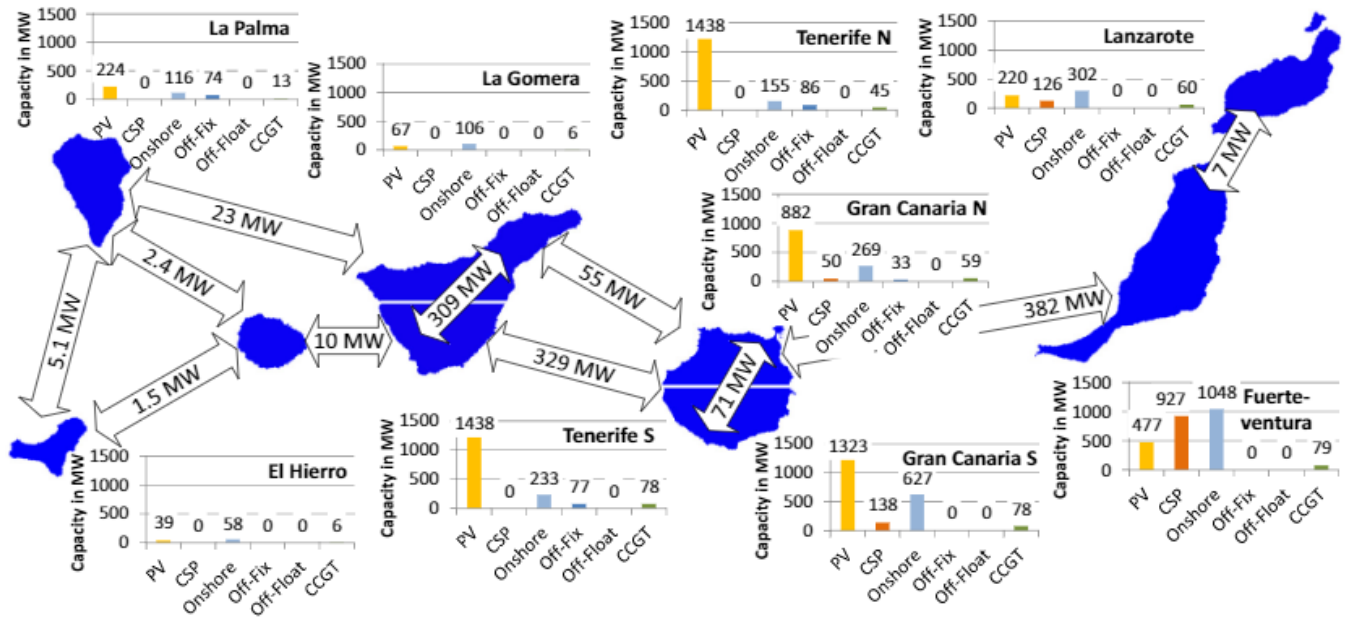 La Palma
Capacity in MW
1500
1000
500
0
224 0 116 74 0 13
PV CSP Onshore Off-Fix Off-Float CCGT
La Gomera
Capacity in MW
1500
1000
500
0
67 0 106 0 0 6
PV CSP Onshore Off-Fix Off-Float CCGT
Tenerife N
Capacity in MW
1500
1000
500
0
1438 0 155 86 0 45
PV CSP Onshore Off-Fix Off-Float CCGT
Lanzarote
Capacity in MW
1500
1000
500
0
220 126 302 0 0 60
PV CSP Onshore Off-Fix Off-Float CCGT
Gran Canaria N
Capacity in MW
1500
1000
500
0
882 50 269 33 0 59
PV CSP Onshore Off-Fix Off-Float CCGT
23 MW
2.4 MW
5.1 MW
1.5 MW
10 MW
309 MW
55 MW
329 MW
71 MW
382 MW
7 MW
El Hierro
Capacity in MW
1500
1000
500
0
39 0 58 0 0 6
PV CSP Onshore Off-Fix Off-Float CCGT
Tenerife S
Capacity in MW
1500
1000
500
0
1438 0 233 77 0 78
PV CSP Onshore Off-Fix Off-Float CCGT
Gran Canaria S
Capacity in MW
1500
1000
500
0
1323 138 627 0 0 78
PV CSP Onshore Off-Fix Off-Float CCGT
Fuerte-
ventura
Capacity in MW
1500
1000
500
0
477 927 1048 0 0 79
PV CSP Onshore Off-Fix Off-Float CCGT